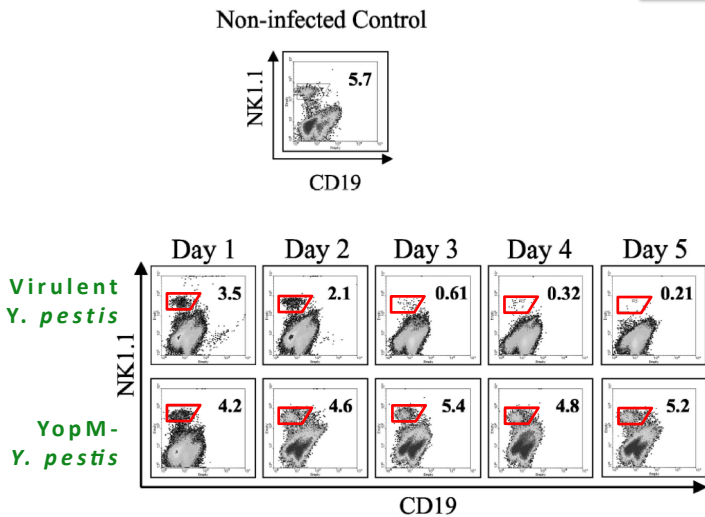 Non-infected Control
5.7
NK1.1
CD19
Day 1 Day 2 Day 3 Day 4 Day 5
Virulent
Y. pestis
3.5 2.1 0.61 0.32 0.21
NK1.1
YopM-
Y. pestis
4.2 4.6 5.4 4.8 5.2
CD19